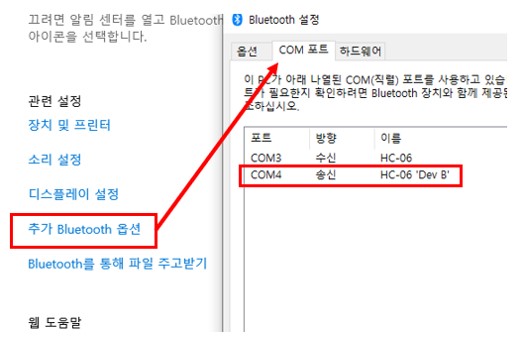 끄려면 알림 센터를 열고 Bluetooth
아이콘을 선택합니다.
관련 설정
장치 및 프린터
소리 설정
디스플레이 설정
추가 Bluetooth 옵션
Bluetooth를 통해 파일 주고받기
웹 도움말
Bluetooth 설정
옵션 COM 포트 하드웨어
이 PC가 아래 나열된 COM(직렬) 포트를 사용하고 있습
트가 필요한지 확인하려면 Bluetooth 장치와 함께 제공된
조하십시오.
포트 방향 이름
COM3 수신 HC-06
COM4 송신 HC-06 'Dev B'